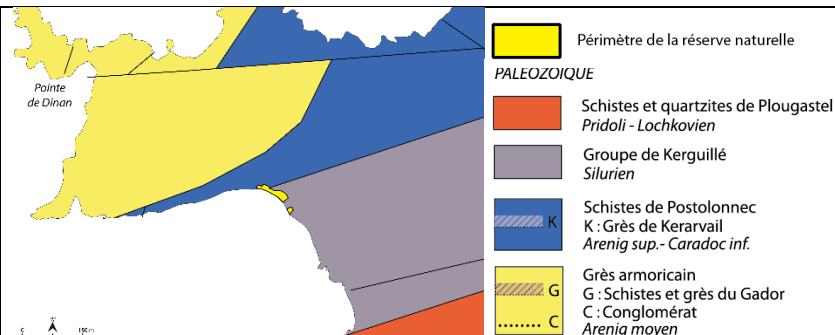 Pointe
de Dinan
Périmètre de la réserve naturelle
PALEOZOIQUE
Schistes et quartzites de Plougastel
Pridoli - Lochkovien
Groupe de Kerguillé
Silurien
Schistes de Postolonnec
K
K : Grès de Kerarvail
Arenig sup.- Caradoc inf.
Grès armoricain
G
G : Schistes et grès du Gador
C
C : Conglomérat
Arenig moyen